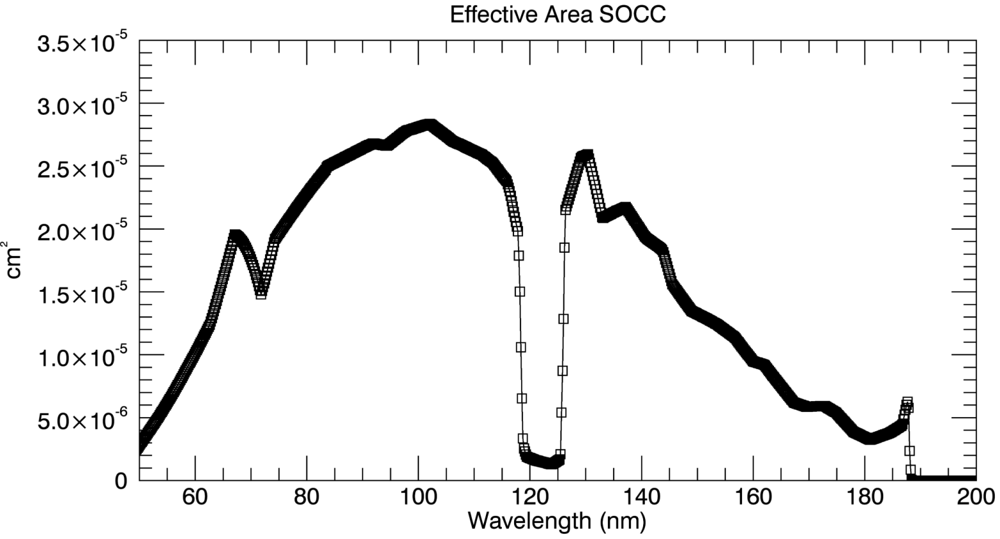 Effective Area SOCC
3.5×10⁻⁵
3.0×10⁻⁵
2.5×10⁻⁵
2.0×10⁻⁵
1.5×10⁻⁵
1.0×10⁻⁵
5.0×10⁻⁶
0
cm²
60 80 100 120 140 160 180 200
Wavelength (nm)